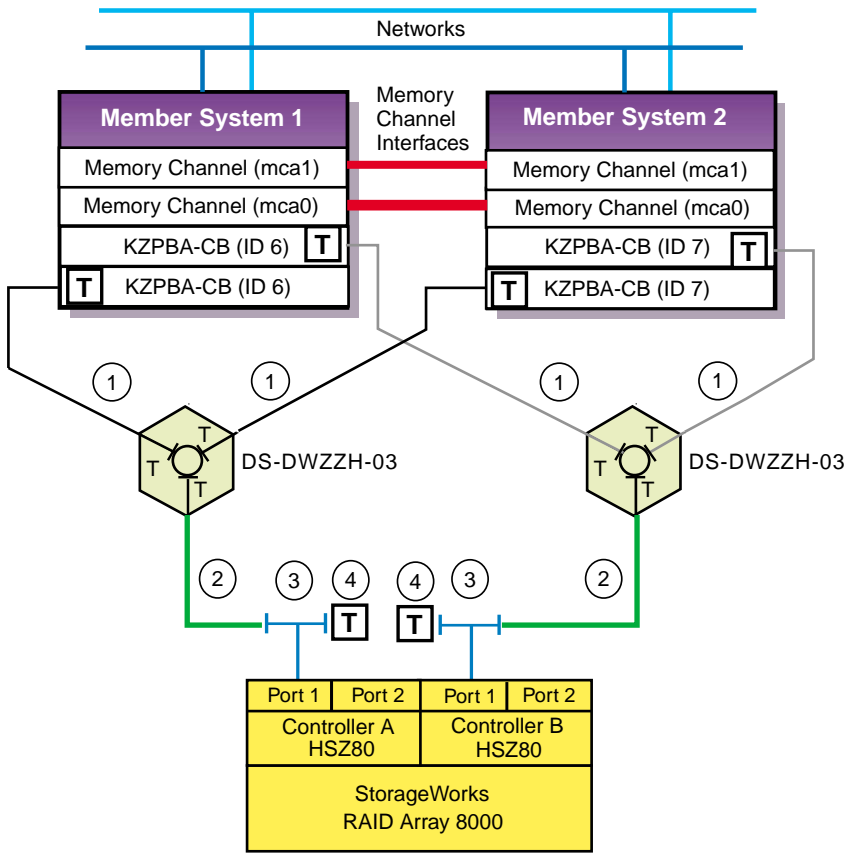 Networks
Member System 1
Memory
Channel
Interfaces
Member System 2
Memory Channel (mca1)
Memory Channel (mca1)
Memory Channel (mca0)
Memory Channel (mca0)
KZPBA-CB (ID 6) T
KZPBA-CB (ID 7) T
T KZPBA-CB (ID 6)
T KZPBA-CB (ID 7)
1
1
1
1
T
T
T
DS-DWZZH-03
T
T
T
DS-DWZZH-03
2
3
4
4
3
2
T
T
Port 1
Port 2
Port 1
Port 2
Controller A
HSZ80
Controller B
HSZ80
StorageWorks
RAID Array 8000